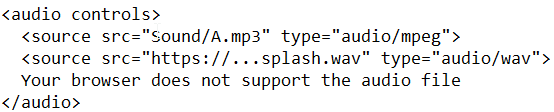 <audio controls>
<source src="Sound/A.mp3" type="audio/mpeg">
<source src="https://...splash.wav" type="audio/wav">
Your browser does not support the audio file
</audio>